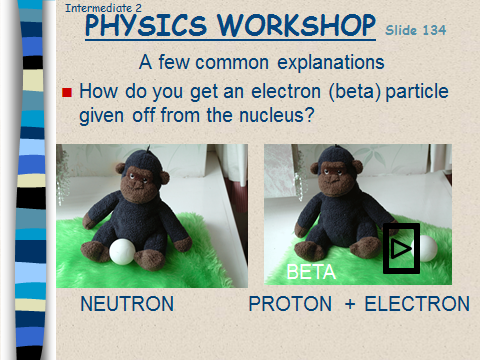 Intermediate 2
PHYSICS WORKSHOP Slide 134
A few common explanations
How do you get an electron (beta) particle
given off from the nucleus?
BETA
NEUTRON PROTON + ELECTRON